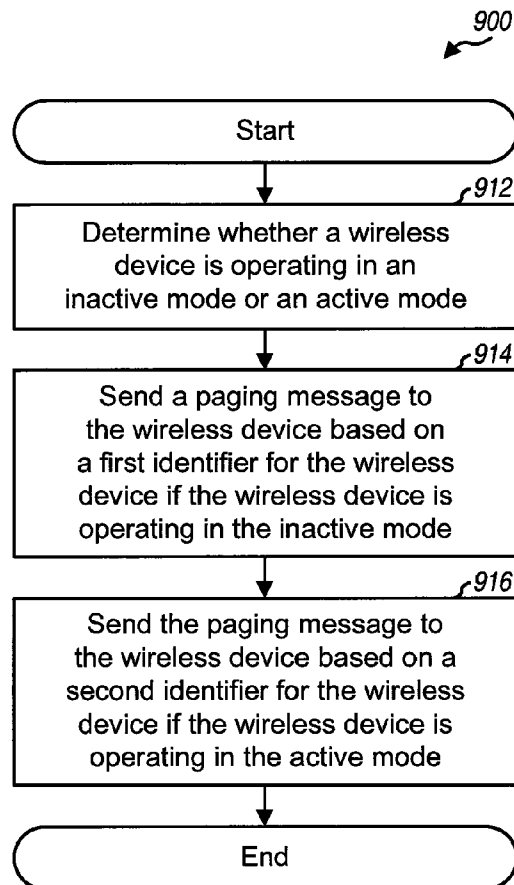 900
Start
912
Determine whether a wireless
device is operating in an
inactive mode or an active mode
914
Send a paging message to
the wireless device based on
a first identifier for the wireless
device if the wireless device is
operating in the inactive mode
916
Send the paging message to
the wireless device based on a
second identifier for the wireless
device if the wireless device is
operating in the active mode
End